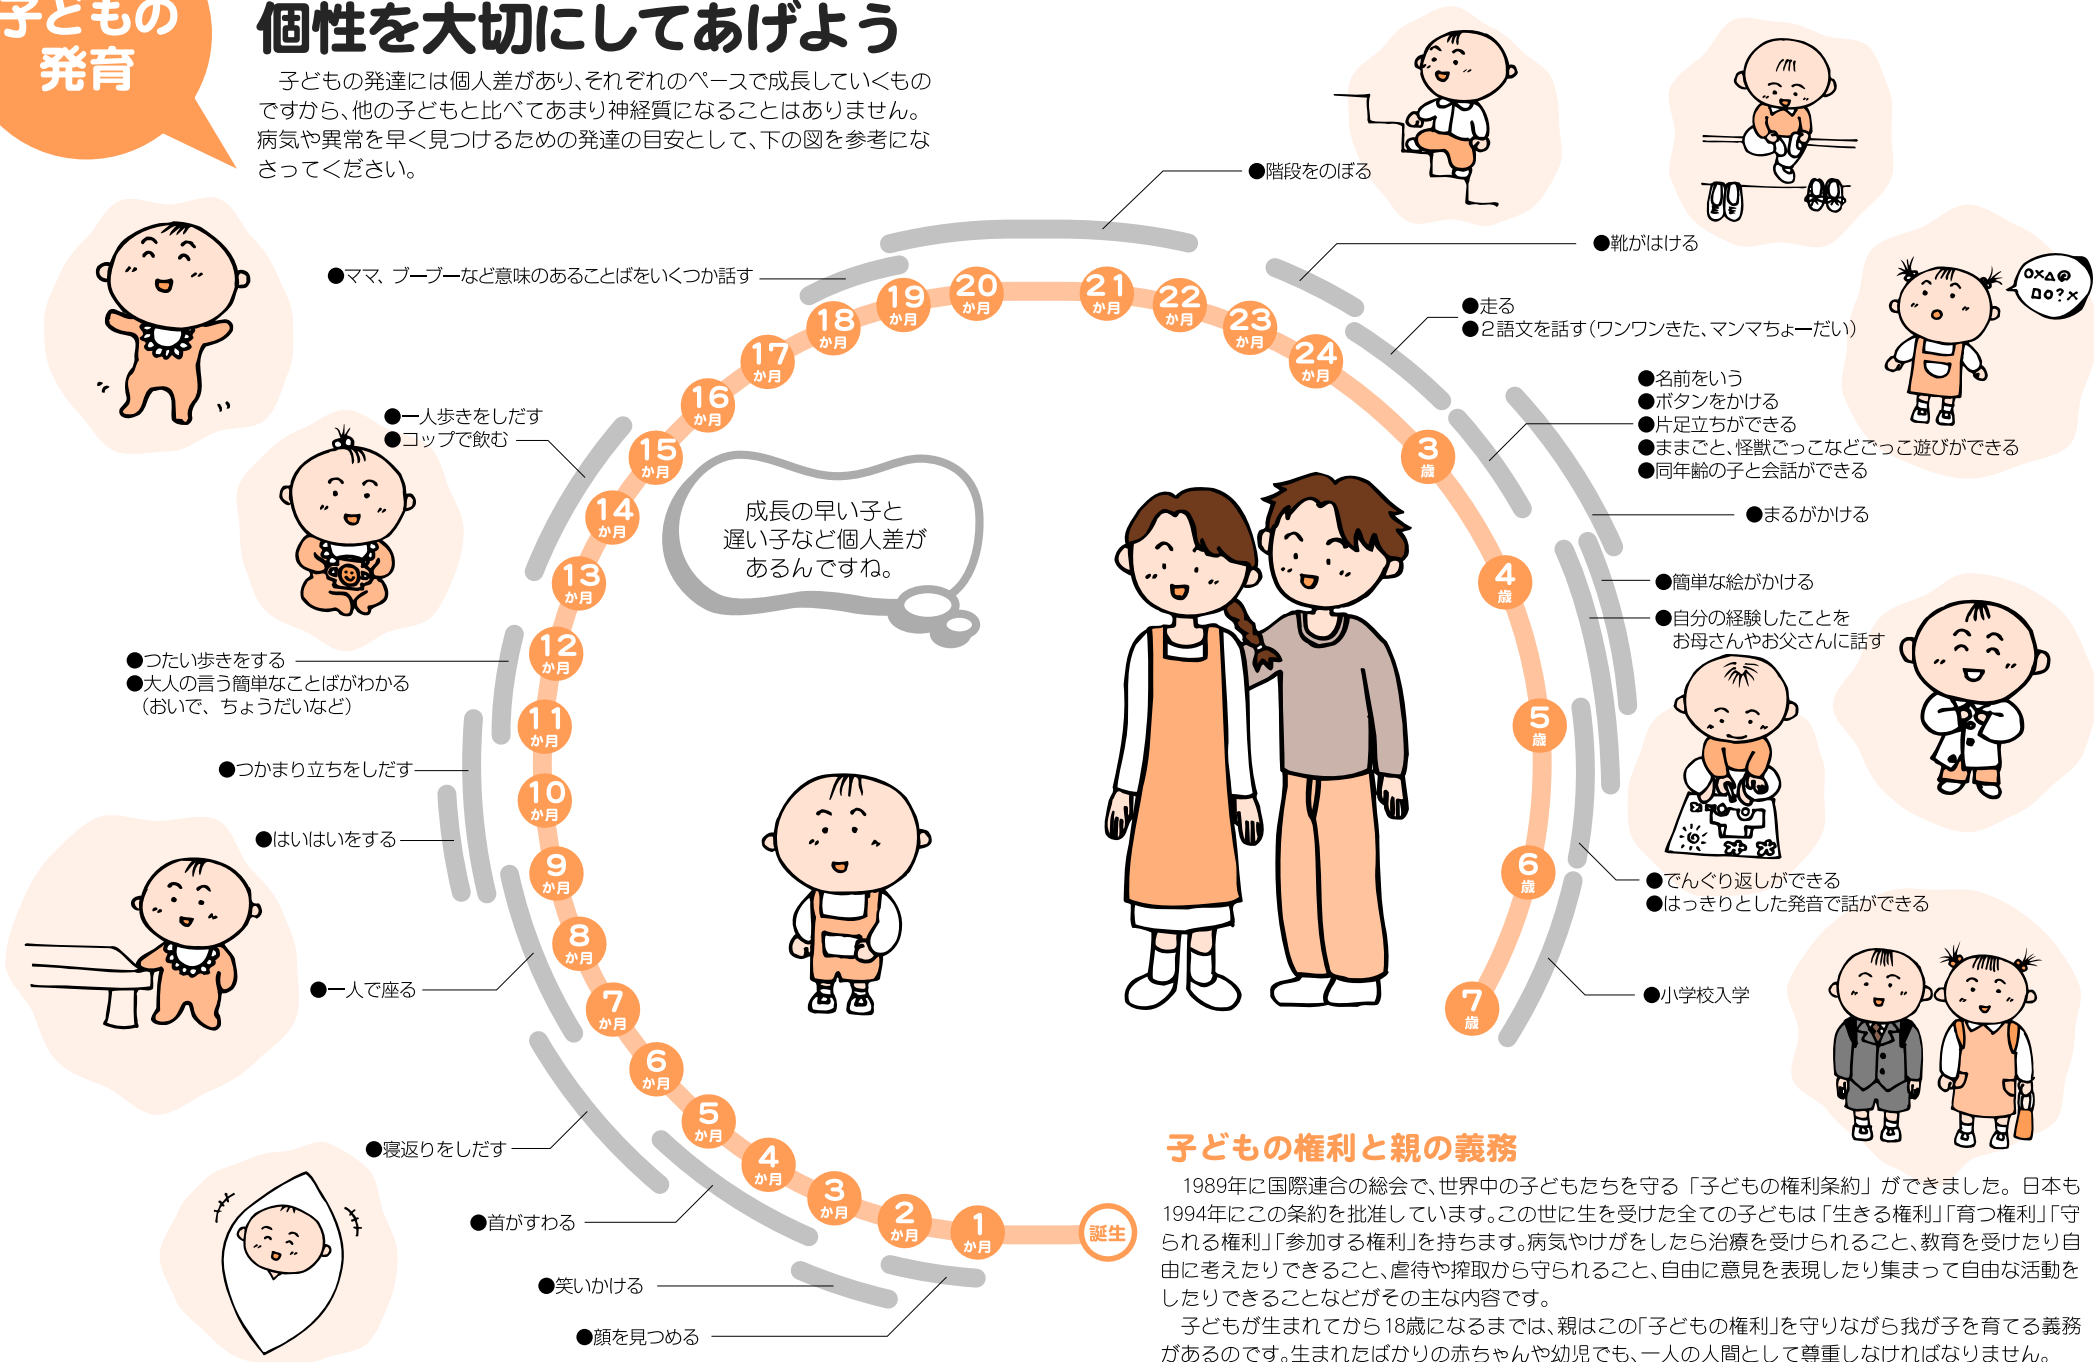 子どもの
発育
個性を大切にしてあげよう
　子どもの発達には個人差があり、それぞれのペースで成長していくもの
ですから、他の子どもと比べてあまり神経質になることはありません。
病気や異常を早く見つけるための発達の目安として、下の図を参考にな
さってください。
●階段をのぼる
●靴がはける
●ママ、ブーブーなど意味のあることばをいくつか話す
●走る
●2語文を話す（ワンワンきた、マンマちょーだい）
○×△@
□○?×
●名前をいう
●ボタンをかける
●片足立ちができる
●ままごと、怪獣ごっこなどごっこ遊びができる
●同年齢の子と会話ができる
●一人歩きをしだす
●コップで飲む
●まるがかける
●簡単な絵がかける
●自分の経験したことを
お母さんやお父さんに話す
●つたい歩きをする
●大人の言う簡単なことばがわかる
（おいで、ちょうだいなど）
●つかまり立ちをしだす
●はいはいをする
●でんぐり返しができる
●はっきりとした発音で話ができる
●一人で座る
●小学校入学
●寝返りをしだす
●首がすわる
●笑いかける
●顔を見つめる
誕生
1か月
2か月
3か月
4か月
5か月
6か月
7か月
8か月
9か月
10か月
11か月
12か月
13か月
14か月
15か月
16か月
17か月
18か月
19か月
20か月
21か月
22か月
23か月
24か月
3歳
4歳
5歳
6歳
7歳
成長の早い子と
遅い子など個人差が
あるんですね。
子どもの権利と親の義務
　1989年に国際連合の総会で、世界中の子どもたちを守る「子どもの権利条約」ができました。日本も
1994年にこの条約を批准しています。この世に生を受けた全ての子どもは「生きる権利」「育つ権利」「守
られる権利」「参加する権利」を持ちます。病気やけがをしたら治療を受けられること、教育を受けたり自
由に考えたりできること、虐待や搾取から守られること、自由に意見を表現したり集まって自由な活動を
したりできることなどがその主な内容です。
　子どもが生まれてから18歳になるまでは、親はこの「子どもの権利」を守りながら我が子を育てる義務
があるのです。生まれたばかりの赤ちゃんや幼児でも、一人の人間として尊重しなければなりません。